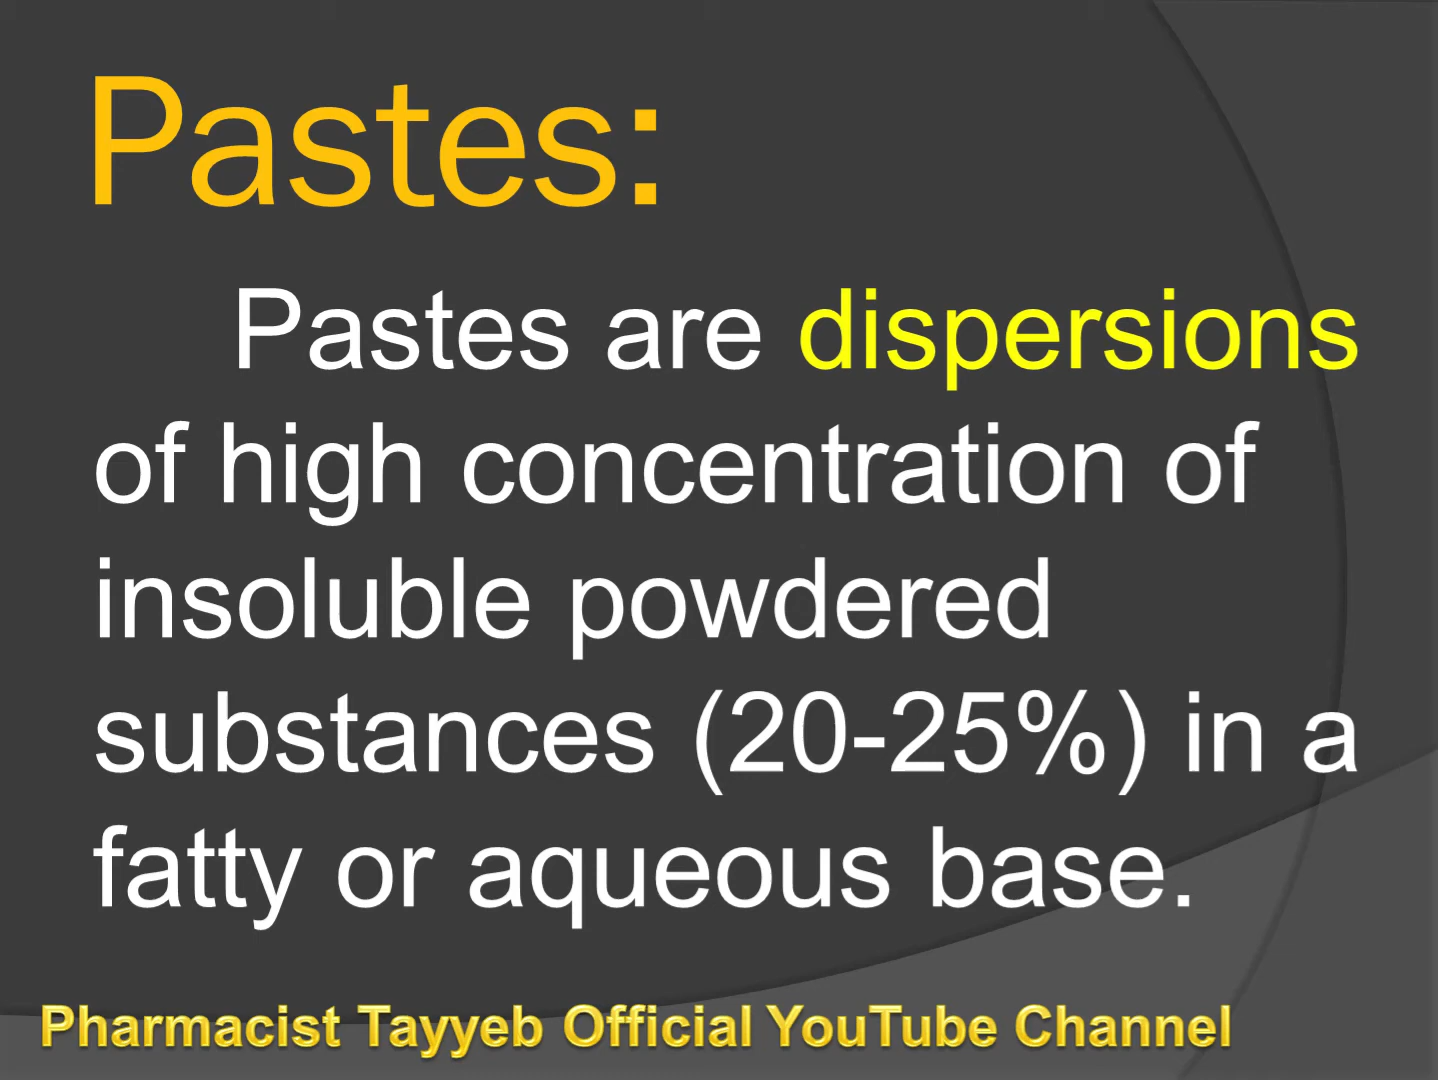 Pastes:
Pastes are dispersions
of high concentration of
insoluble powdered
substances (20-25%) in a
fatty or aqueous base.
Pharmacist Tayyeb Official YouTube Channel